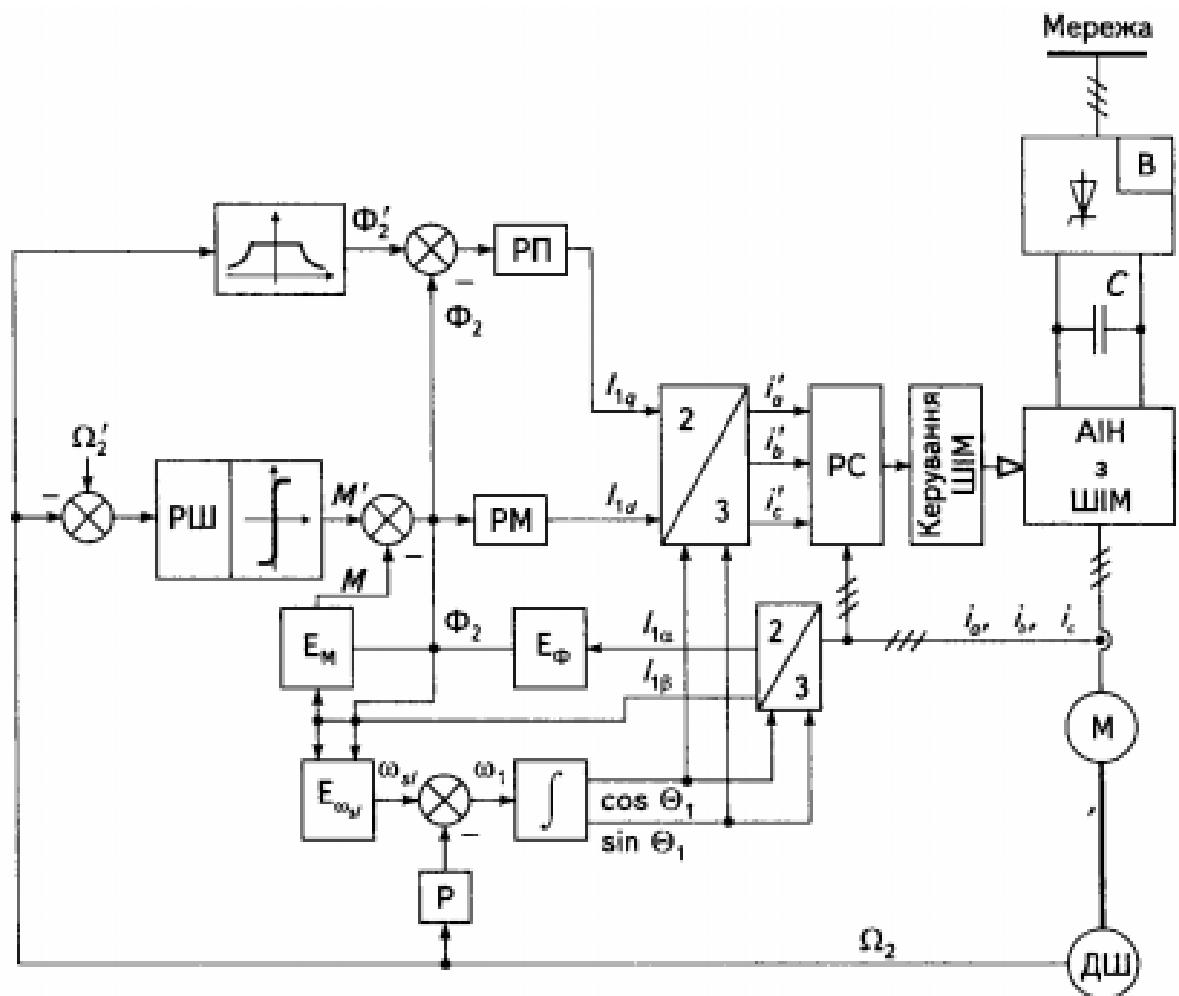 Мережа
В
Φ₂′
РП
C
Φ₂
I₁q
2
3
i′a
i′b
i′c
РС
Керування
ШІМ
АІН
з
ШІМ
Ω₂′
РШ
M′
РМ
I₁d
M
Eм
Φ₂
EФ
I₁α
I₁β
2
3
ia, ib, ic
М
Eωsl
ωsl
ω₁
∫
cos Θ₁
sin Θ₁
Р
Ω₂
ДШ